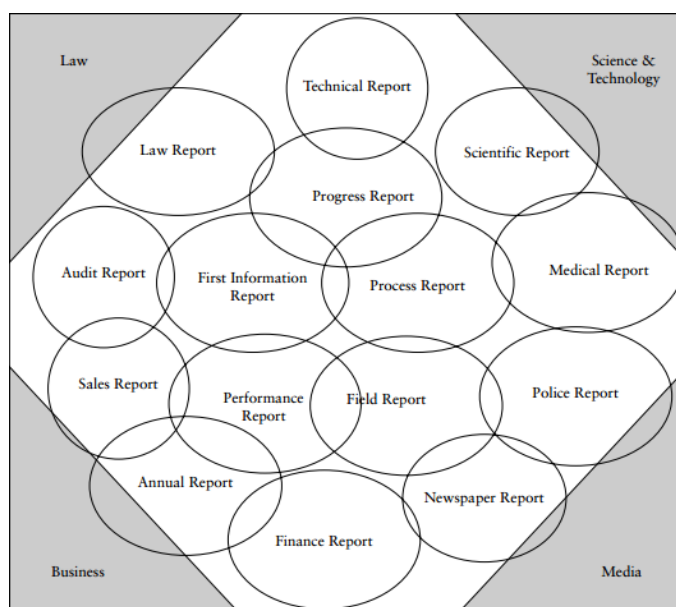 Law
Science &
Technology
Technical Report
Law Report
Scientific Report
Progress Report
Audit Report
First Information
Report
Process Report
Medical Report
Sales Report
Performance
Report
Field Report
Police Report
Annual Report
Newspaper Report
Finance Report
Business
Media